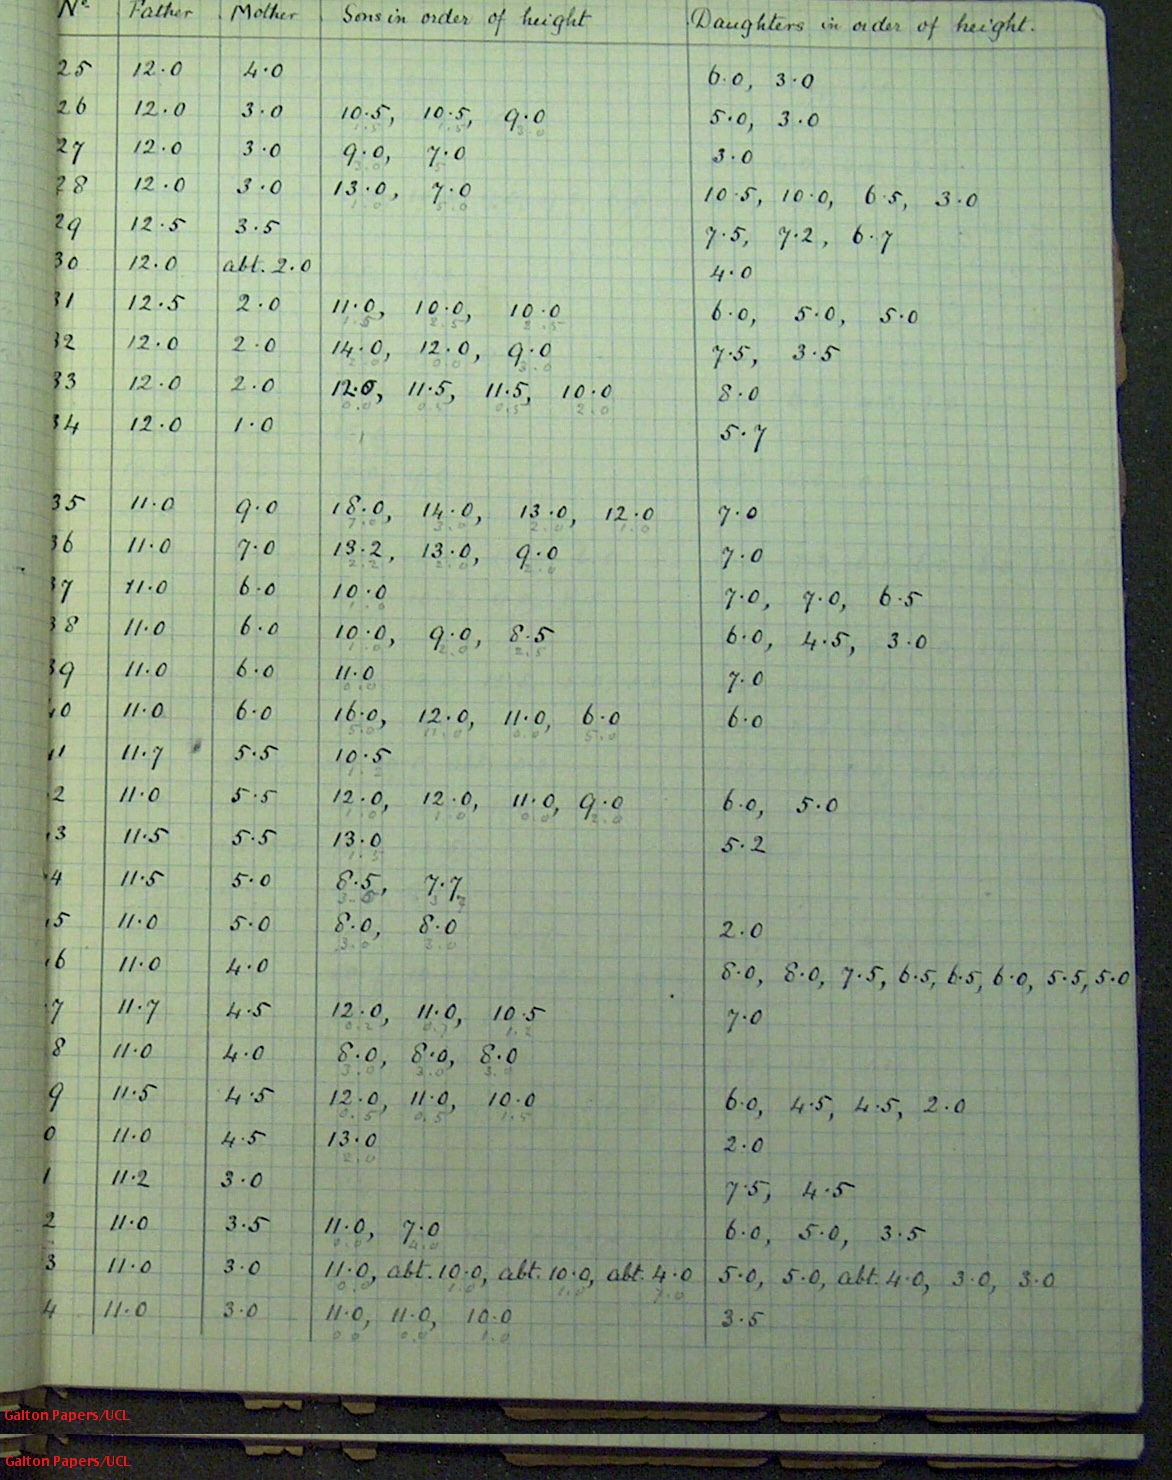 Nº Father Mother Sons in order of height Daughters in order of height.
25 12.0 4.0 6.0, 3.0
26 12.0 3.0 10.5, 10.5, 9.0 5.0, 3.0
27 12.0 3.0 9.0, 7.0 3.0
28 12.0 3.0 13.0, 7.0 10.5, 10.0, 6.5, 3.0
29 12.5 3.5 7.5, 7.2, 6.7
30 12.0 abt. 2.0 4.0
31 12.5 2.0 11.0, 10.0, 10.0 6.0, 5.0, 5.0
32 12.0 2.0 14.0, 12.0, 9.0 7.5, 3.5
33 12.0 2.0 12.0, 11.5, 11.5, 10.0 8.0
34 12.0 1.0 5.7
35 11.0 9.0 18.0, 14.0, 13.0, 12.0 7.0
36 11.0 7.0 13.2, 13.0, 9.0 7.0
37 11.0 6.0 10.0 7.0, 7.0, 6.5
38 11.0 6.0 10.0, 9.0, 8.5 6.0, 4.5, 3.0
39 11.0 6.0 11.0 7.0
0 11.0 6.0 16.0, 12.0, 11.0, 6.0 6.0
1 11.7 5.5 10.5
2 11.0 5.5 12.0, 12.0, 11.0, 9.0 6.0, 5.0
3 11.5 5.5 13.0 5.2
4 11.5 5.0 8.5, 7.7
5 11.0 5.0 8.0, 8.0 2.0
6 11.0 4.0 8.0, 8.0, 7.5, 6.5, 6.5, 6.0, 5.5, 5.0
7 11.7 4.5 12.0, 11.0, 10.5 7.0
8 11.0 4.0 8.0, 8.0, 8.0
9 11.5 4.5 12.0, 11.0, 10.0 6.0, 4.5, 4.5, 2.0
0 11.0 4.5 13.0 2.0
1 11.2 3.0 7.5, 4.5
2 11.0 3.5 11.0, 7.0 6.0, 5.0, 3.5
3 11.0 3.0 11.0, abt. 10.0, abt. 10.0, abt. 4.0 5.0, 5.0, abt. 4.0, 3.0, 3.0
4 11.0 3.0 11.0, 11.0, 10.0 3.5
Galton Papers/UCL
Galton Papers/UCL